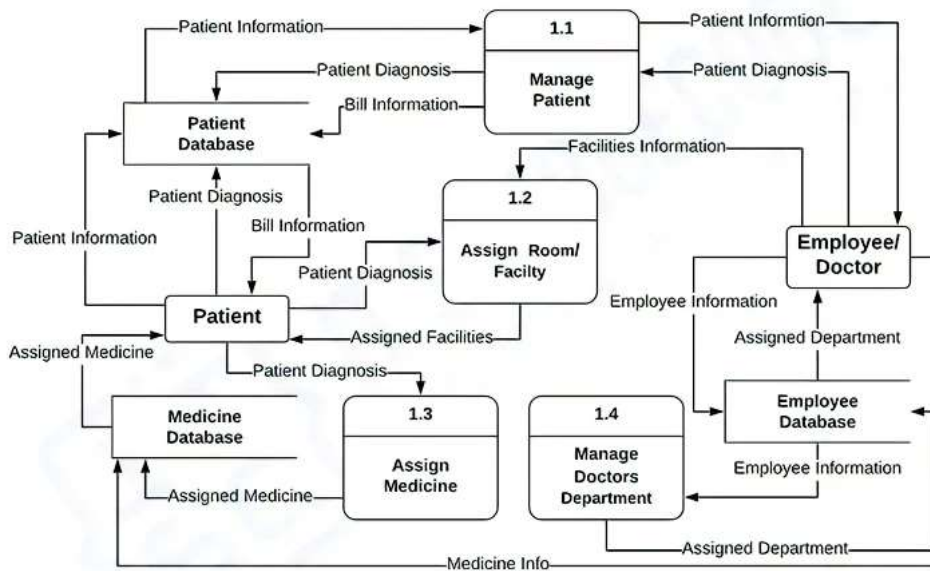 Patient Information
1.1
Patient Informtion
Patient Diagnosis
Manage
Patient
Patient Diagnosis
Bill Information
Patient
Database
Facilities Information
Patient Diagnosis
1.2
Patient Information
Bill Information
Assign Room/
Facilty
Employee/
Doctor
Patient Diagnosis
Employee Information
Patient
Assigned Facilities
Assigned Medicine
Assigned Department
Patient Diagnosis
Medicine
Database
1.3
1.4
Employee
Database
Assign
Medicine
Manage
Doctors
Department
Employee Information
Assigned Medicine
Assigned Department
Medicine Info